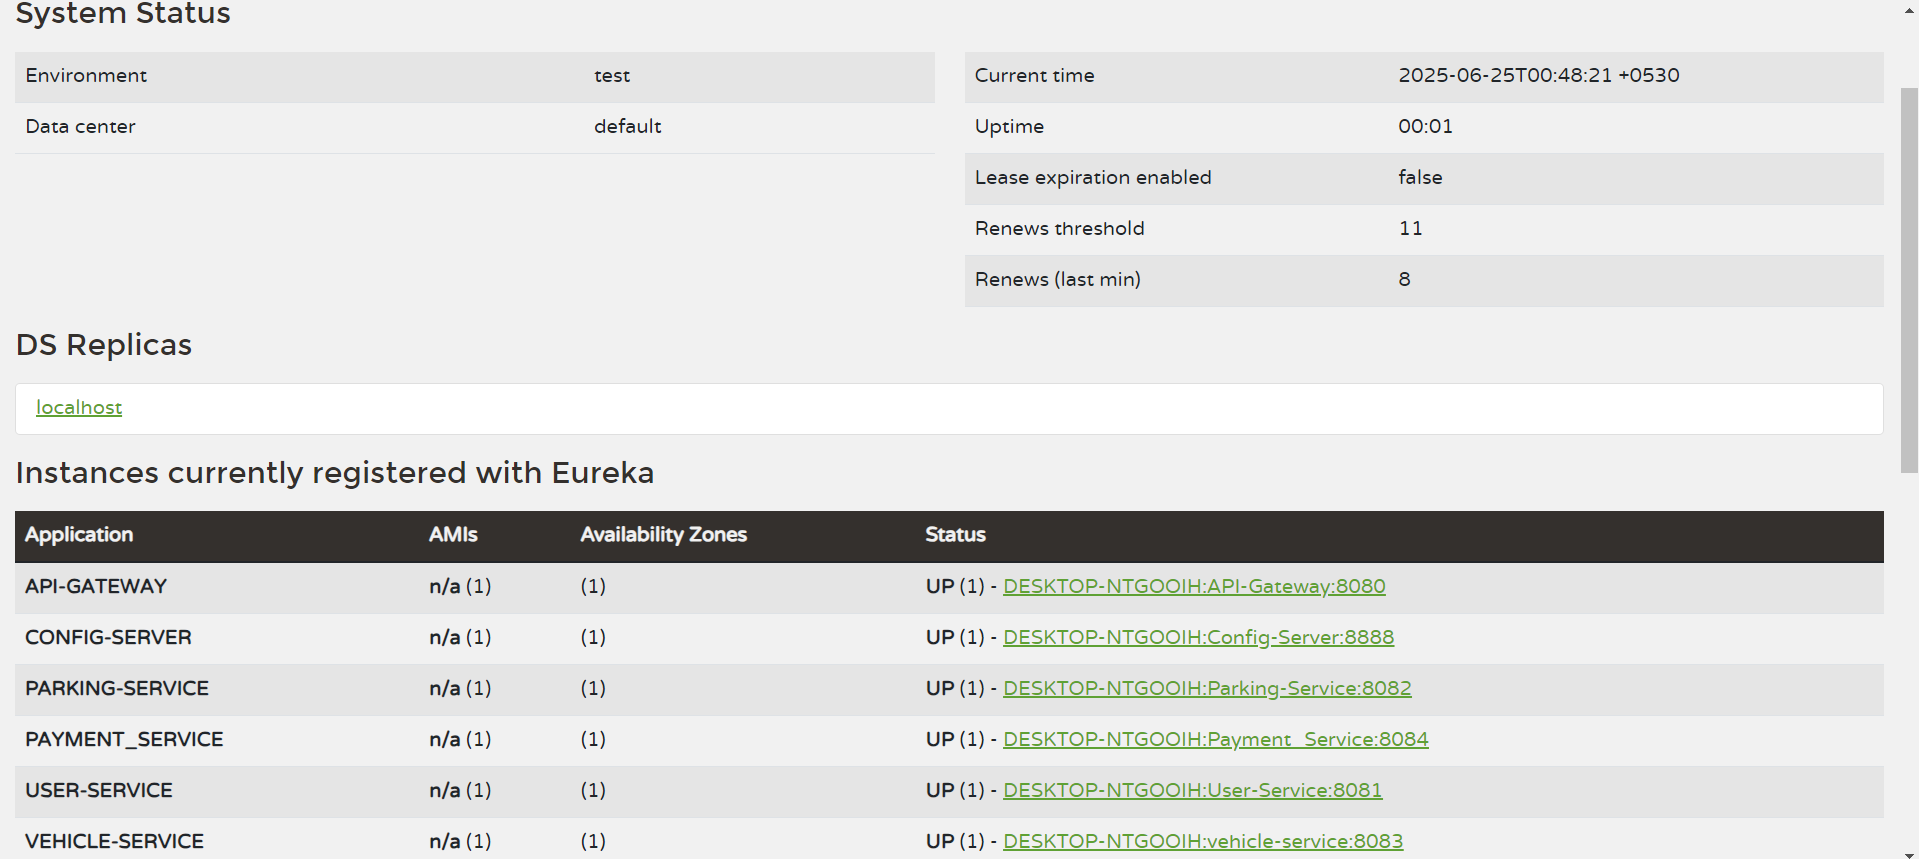 System Status
Environment test
Data center default
Current time 2025-06-25T00:48:21 +0530
Uptime 00:01
Lease expiration enabled false
Renews threshold 11
Renews (last min) 8
DS Replicas
localhost
Instances currently registered with Eureka
Application AMIs Availability Zones Status
API-GATEWAY n/a (1) (1) UP (1) - DESKTOP-NTGOOIH:API-Gateway:8080
CONFIG-SERVER n/a (1) (1) UP (1) - DESKTOP-NTGOOIH:Config-Server:8888
PARKING-SERVICE n/a (1) (1) UP (1) - DESKTOP-NTGOOIH:Parking-Service:8082
PAYMENT_SERVICE n/a (1) (1) UP (1) - DESKTOP-NTGOOIH:Payment_Service:8084
USER-SERVICE n/a (1) (1) UP (1) - DESKTOP-NTGOOIH:User-Service:8081
VEHICLE-SERVICE n/a (1) (1) UP (1) - DESKTOP-NTGOOIH:vehicle-service:8083